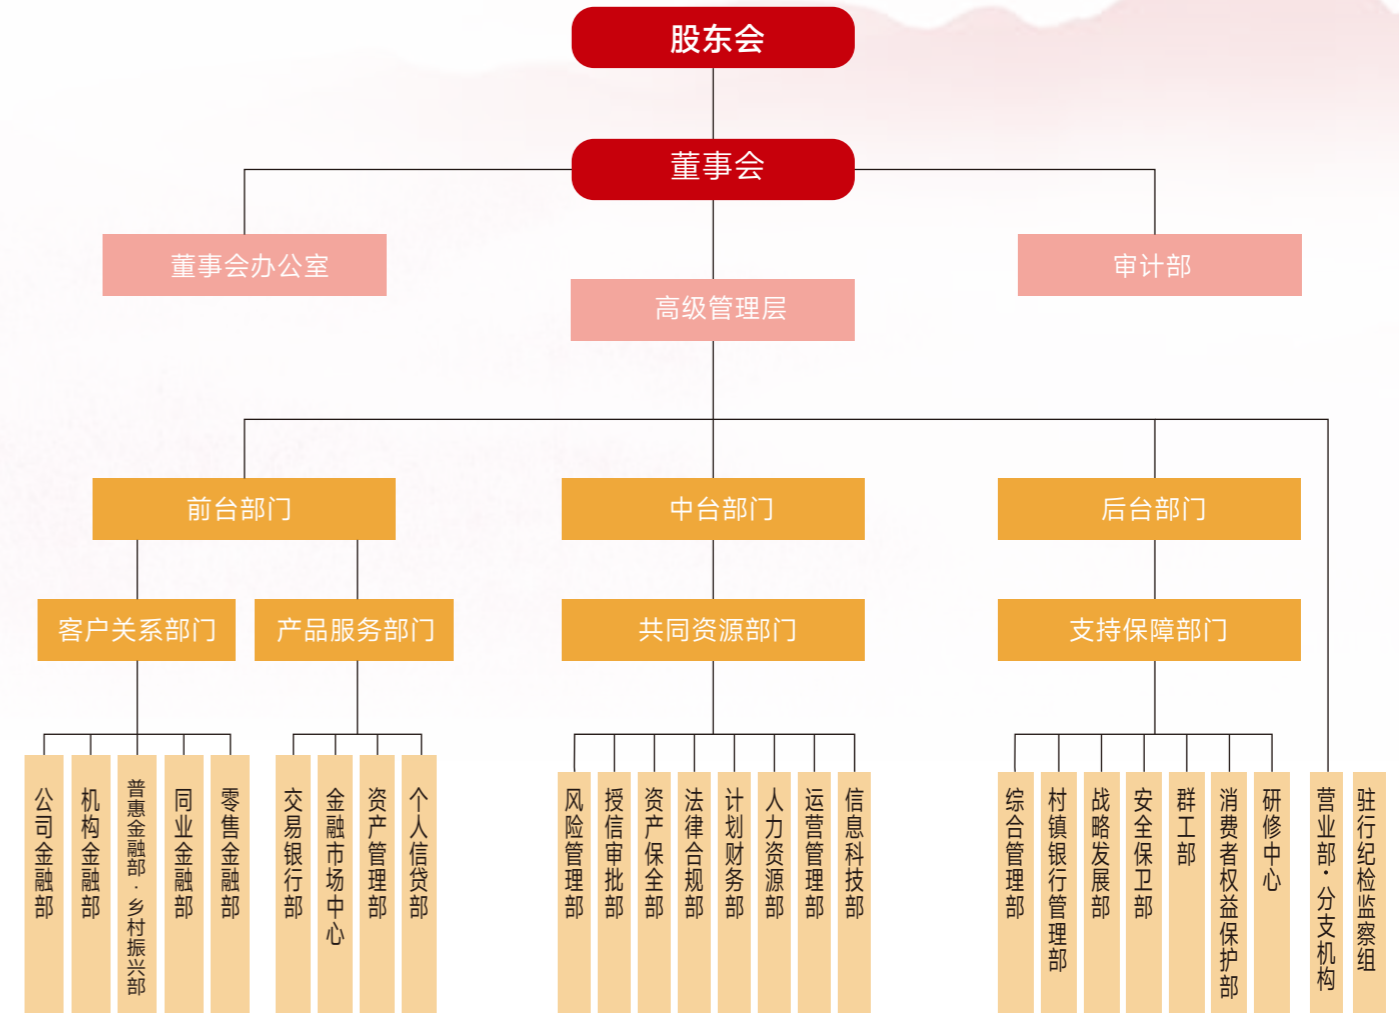 股东会
董事会
董事会办公室
审计部
高级管理层
前台部门
中台部门
后台部门
客户关系部门
产品服务部门
共同资源部门
支持保障部门
公司金融部
机构金融部
普惠金融部·乡村振兴部
同业金融部
零售金融部
交易银行部
金融市场中心
资产管理部
个人信贷部
风险管理部
授信审批部
资产保全部
法律合规部
计划财务部
人力资源部
运营管理部
信息科技部
综合管理部
村镇银行管理部
战略发展部
安全保卫部
群工部
消费者权益保护部
研修中心
营业部·分支机构
驻行纪检监察组